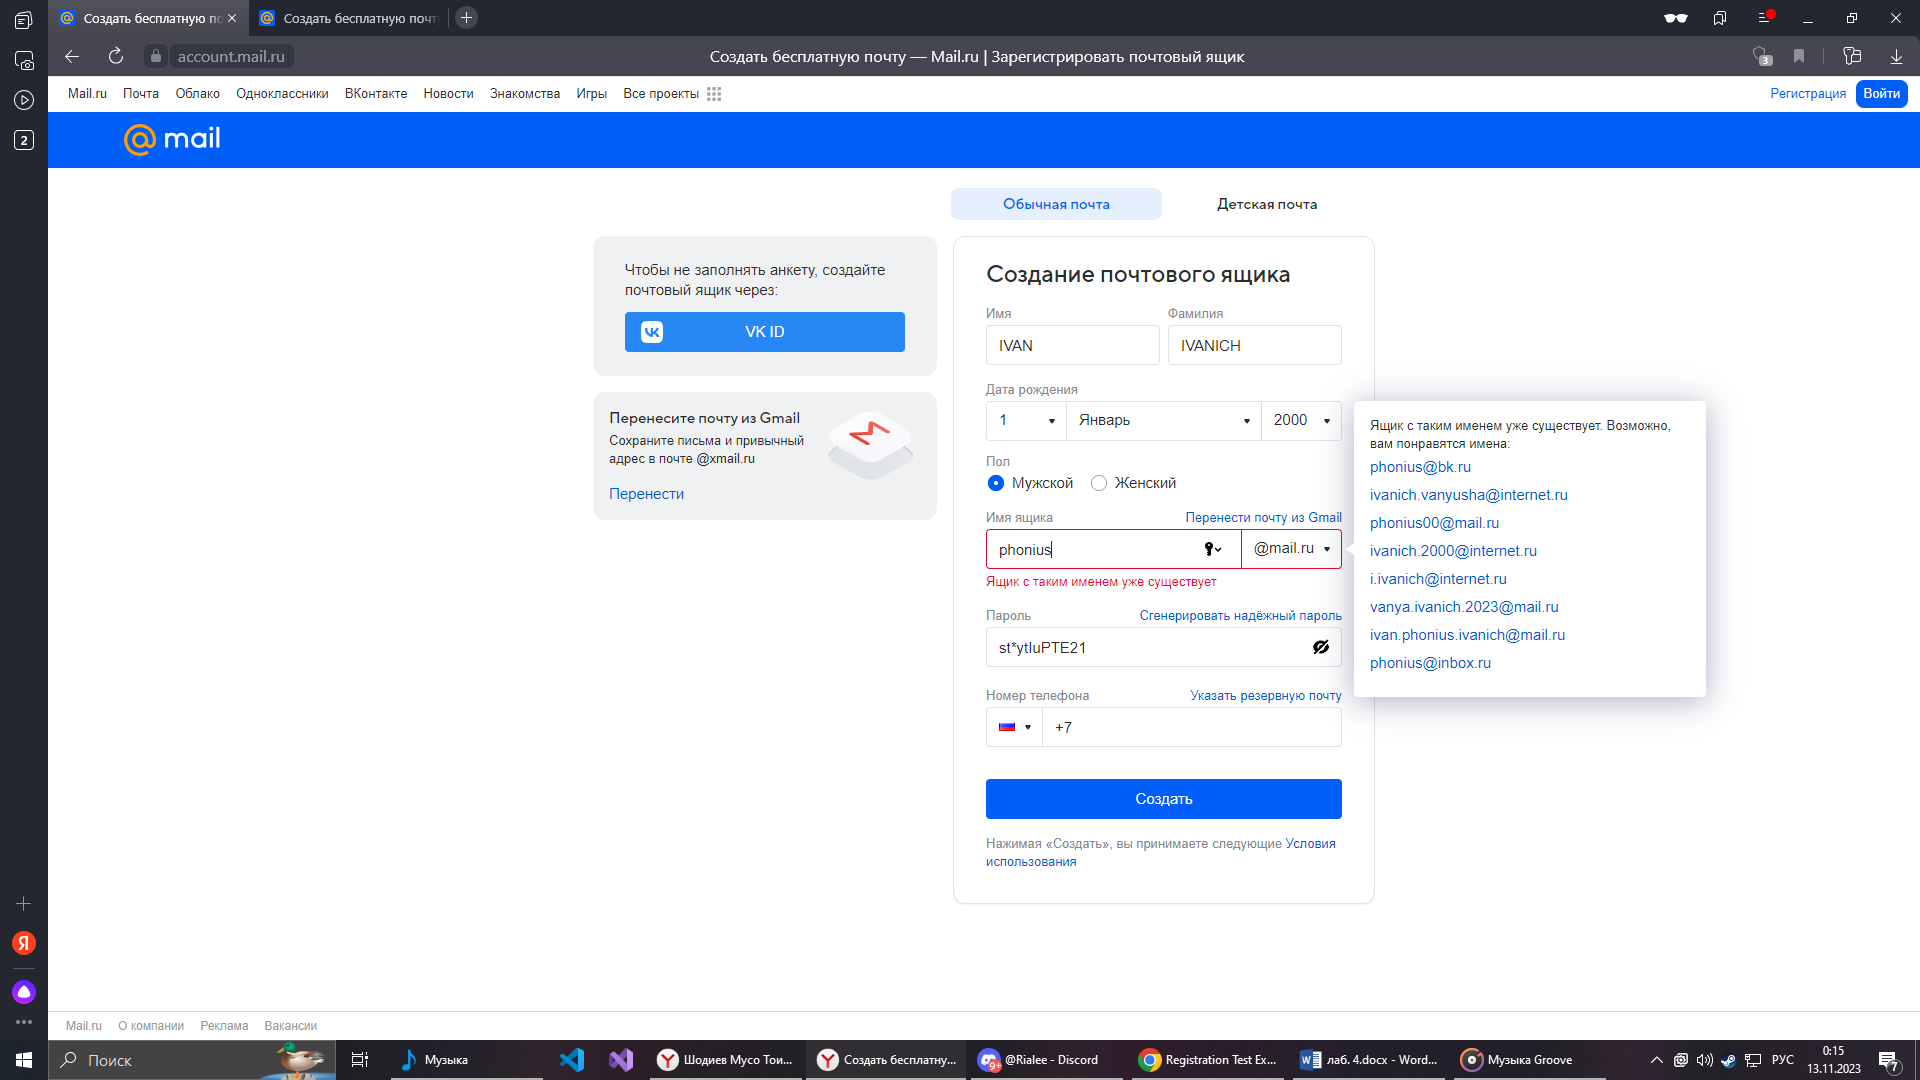 Создать бесплатную по
Создать бесплатную почт
account.mail.ru
Создать бесплатную почту — Mail.ru | Зарегистрировать почтовый ящик
3
2
Mail.ru Почта Облако Одноклассники ВКонтакте Новости Знакомства Игры Все проекты
Регистрация Войти
@mail
Обычная почта
Детская почта
Чтобы не заполнять анкету, создайте
почтовый ящик через:
VK ID
Перенесите почту из Gmail
Сохраните письма и привычный
адрес в почте @xmail.ru
Перенести
Создание почтового ящика
Имя Фамилия
IVAN IVANICH
Дата рождения
1 Январь 2000
Пол
Мужской Женский
Имя ящика Перенести почту из Gmail
phonius @mail.ru
Ящик с таким именем уже существует
Пароль Сгенерировать надёжный пароль
st*ytluPTE21
Номер телефона Указать резервную почту
+7
Создать
Нажимая «Создать», вы принимаете следующие Условия
использования
Ящик с таким именем уже существует. Возможно,
вам понравятся имена:
phonius@bk.ru
ivanich.vanyusha@internet.ru
phonius00@mail.ru
ivanich.2000@internet.ru
i.ivanich@internet.ru
vanya.ivanich.2023@mail.ru
ivan.phonius.ivanich@mail.ru
phonius@inbox.ru
Я
Mail.ru О компании Реклама Вакансии
Поиск
Музыка
Шодиев Мусо Тои...
Создать бесплатну...
9+
@Rialee - Discord
Registration Test Ex...
лаб. 4.docx - Word...
Музыка Groove
РУС
0:15
13.11.2023
7